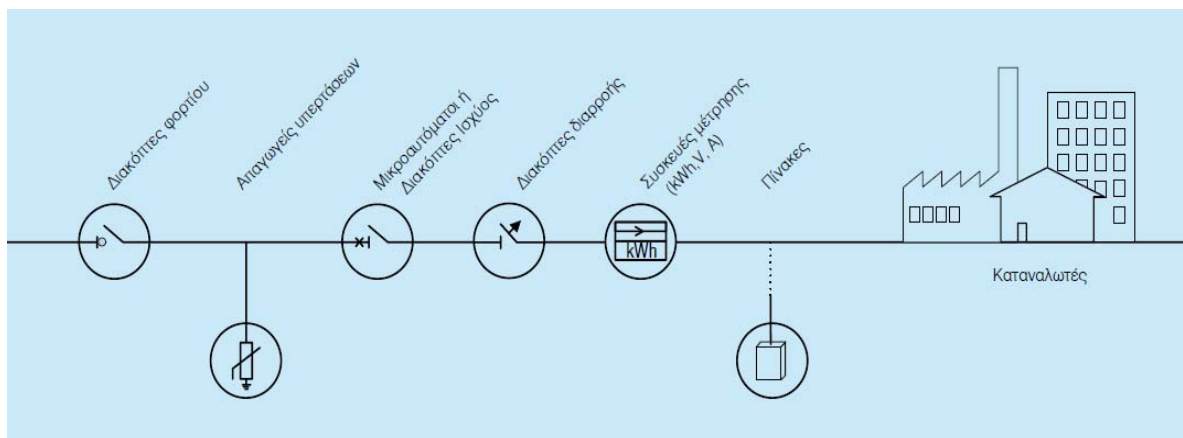 Διακόπτες φορτίου
Απαγωγείς υπερτάσεων
Μικροαυτόματοι ή
Διακόπτες Ισχύος
Διακόπτες διαρροής
Συσκευές μέτρησης
(kWh,V, A)
Πίνακες
kWh
Καταναλωτές